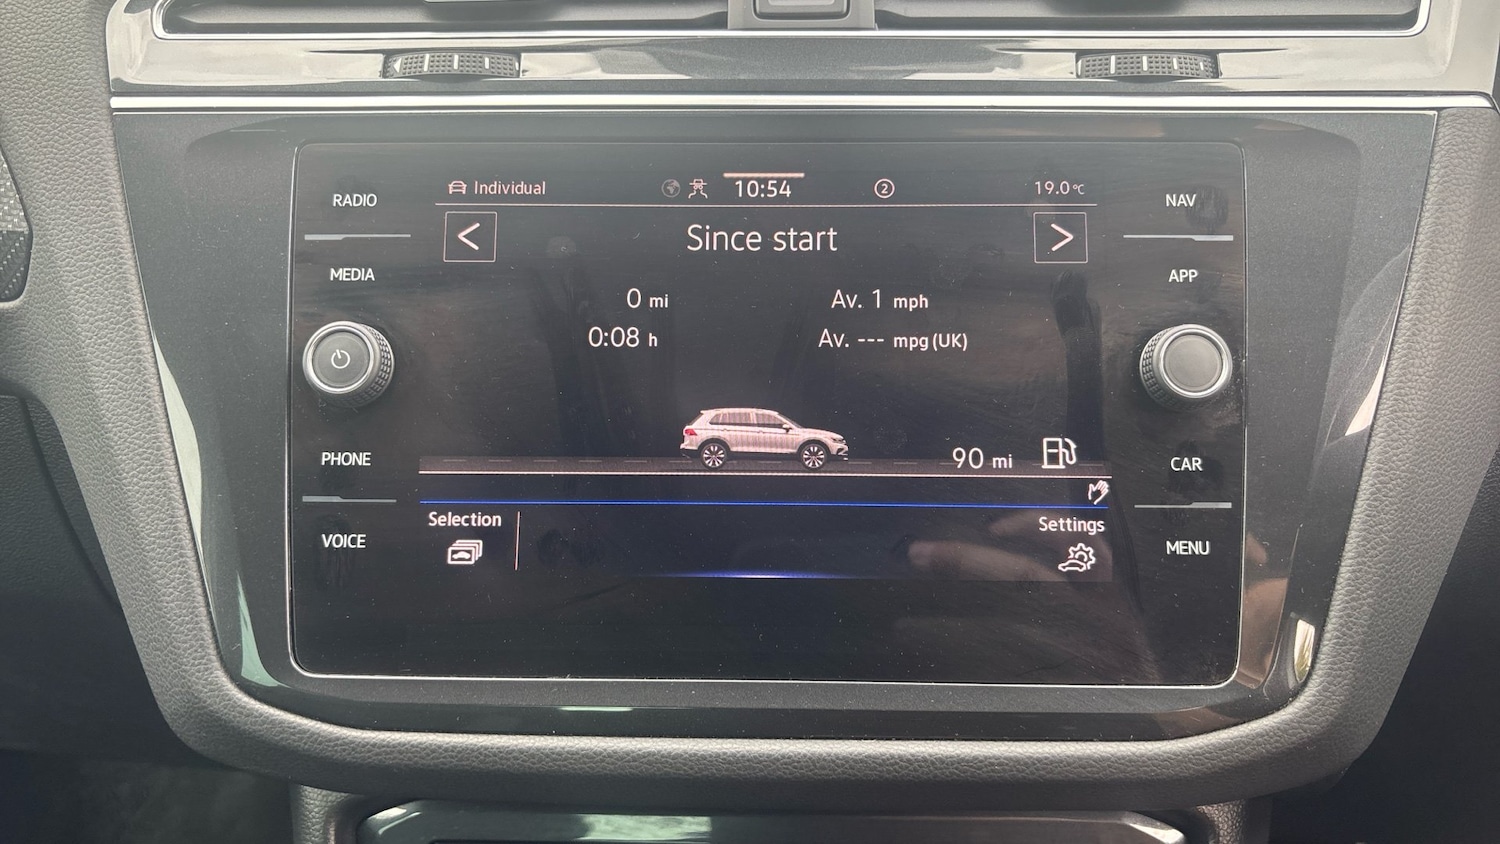 Individual 10:54 2 19.0°C
RADIO
NAV
< Since start >
MEDIA
APP
0 mi
Av. 1 mph
0:08 h
Av. --- mpg (UK)
PHONE
90 mi
CAR
Selection
Settings
VOICE
MENU